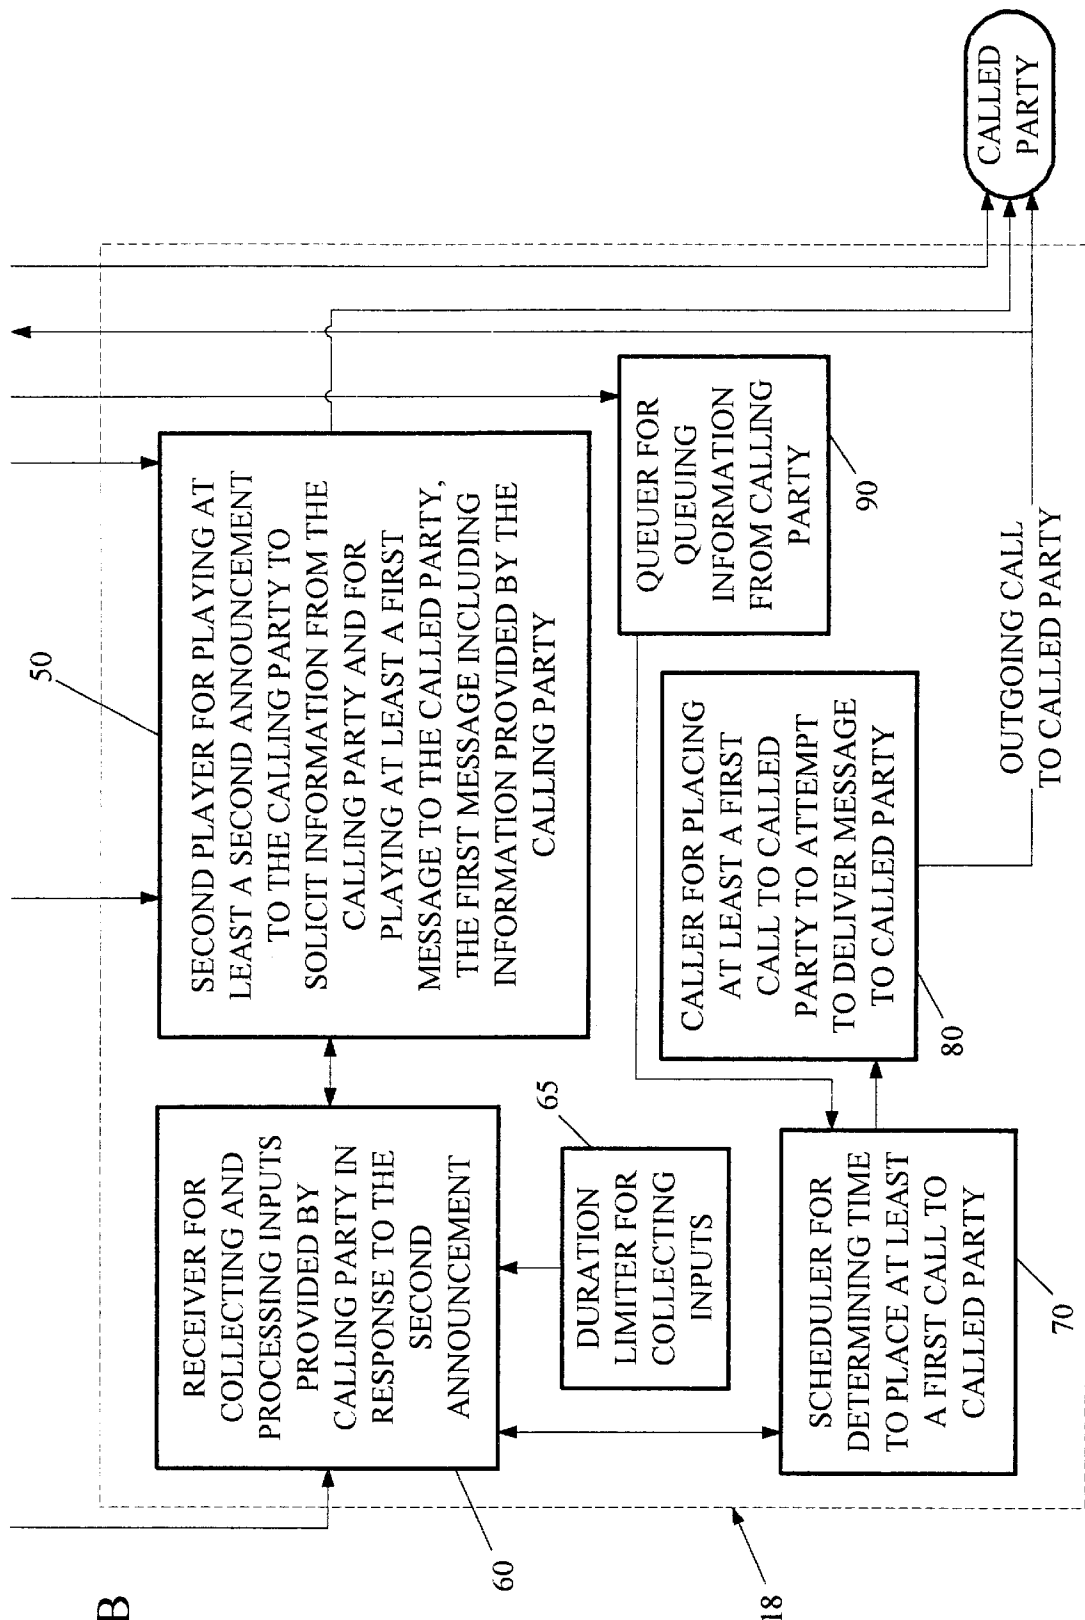 B
60
RECEIVER FOR
COLLECTING AND
PROCESSING INPUTS
PROVIDED BY
CALLING PARTY IN
RESPONSE TO THE
SECOND
ANNOUNCEMENT
50
SECOND PLAYER FOR PLAYING AT
LEAST A SECOND ANNOUNCEMENT
TO THE CALLING PARTY TO
SOLICIT INFORMATION FROM THE
CALLING PARTY AND FOR
PLAYING AT LEAST A FIRST
MESSAGE TO THE CALLED PARTY,
THE FIRST MESSAGE INCLUDING
INFORMATION PROVIDED BY THE
CALLING PARTY
65
DURATION
LIMITER FOR
COLLECTING
INPUTS
18
SCHEDULER FOR
DETERMINING TIME
TO PLACE AT LEAST
A FIRST CALL TO
CALLED PARTY
70
CALLER FOR PLACING
AT LEAST A FIRST
CALL TO CALLED
PARTY TO ATTEMPT
TO DELIVER MESSAGE
TO CALLED PARTY
80
QUEUER FOR
QUEUING
INFORMATION
FROM CALLING
PARTY
90
OUTGOING CALL
TO CALLED PARTY
CALLED
PARTY